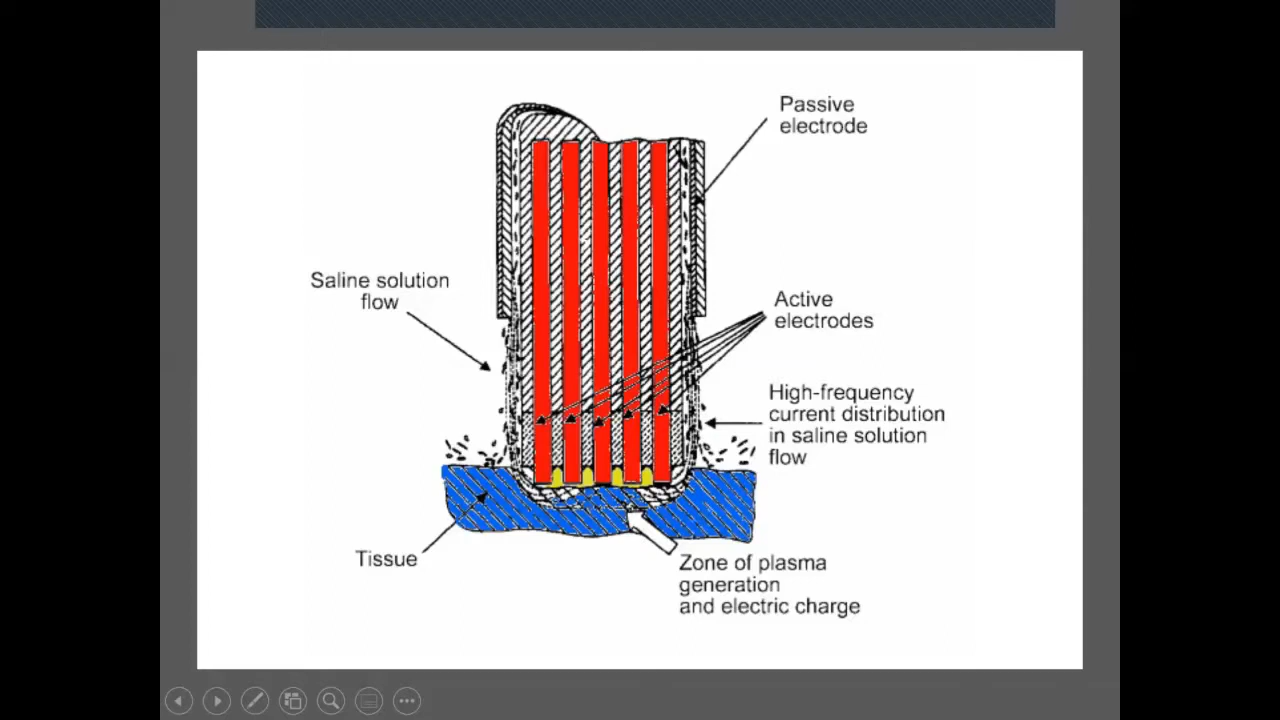 Passive
electrode
Saline solution
flow
Active
electrodes
High-frequency
current distribution
in saline solution
flow
Tissue
Zone of plasma
generation
and electric charge